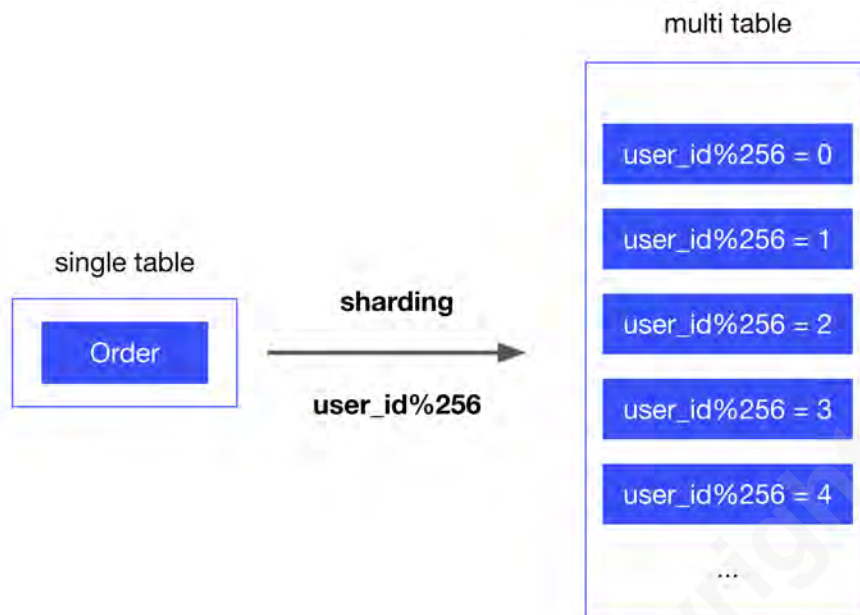 multi table
user_id%256 = 0
user_id%256 = 1
single table
sharding
user_id%256 = 2
Order
user_id%256
user_id%256 = 3
user_id%256 = 4
...